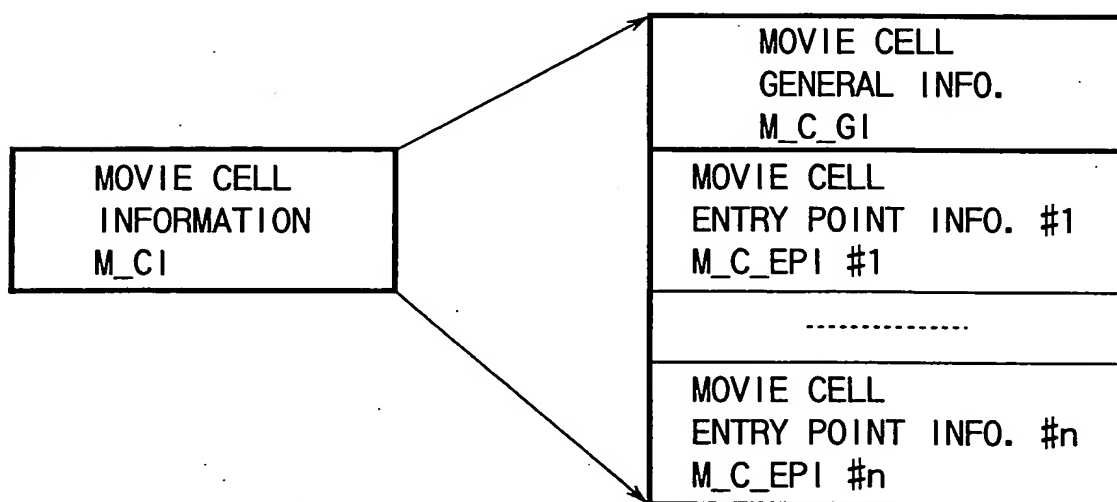 MOVIE CELL
INFORMATION
M_CI
MOVIE CELL
GENERAL INFO.
M_C_GI
MOVIE CELL
ENTRY POINT INFO. #1
M_C_EPI #1
---------------
MOVIE CELL
ENTRY POINT INFO. #n
M_C_EPI #n